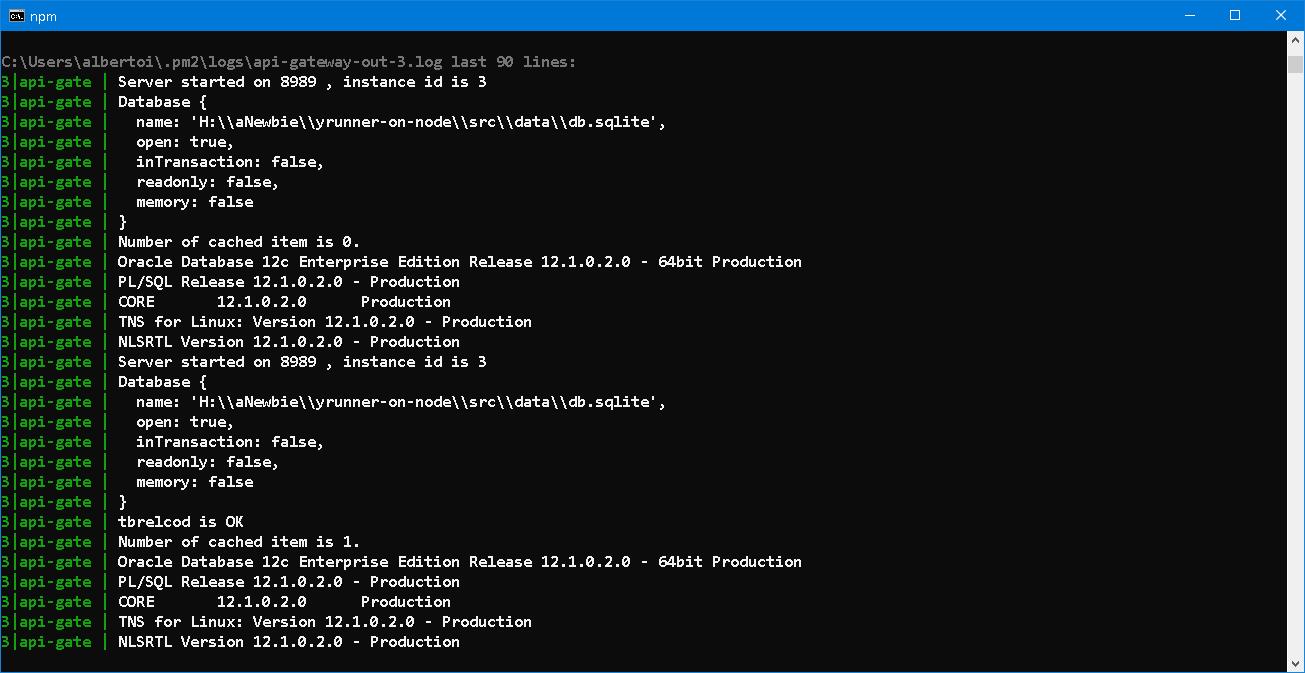 npm
C:\Users\albertoi\.pm2\logs\api-gateway-out-3.log last 90 lines:
3|api-gate | Server started on 8989 , instance id is 3
3|api-gate | Database {
3|api-gate |   name: 'H:\\aNewbie\\yrunner-on-node\\src\\data\\db.sqlite',
3|api-gate |   open: true,
3|api-gate |   inTransaction: false,
3|api-gate |   readonly: false,
3|api-gate |   memory: false
3|api-gate | }
3|api-gate | Number of cached item is 0.
3|api-gate | Oracle Database 12c Enterprise Edition Release 12.1.0.2.0 - 64bit Production
3|api-gate | PL/SQL Release 12.1.0.2.0 - Production
3|api-gate | CORE       12.1.0.2.0      Production
3|api-gate | TNS for Linux: Version 12.1.0.2.0 - Production
3|api-gate | NLSRTL Version 12.1.0.2.0 - Production
3|api-gate | Server started on 8989 , instance id is 3
3|api-gate | Database {
3|api-gate |   name: 'H:\\aNewbie\\yrunner-on-node\\src\\data\\db.sqlite',
3|api-gate |   open: true,
3|api-gate |   inTransaction: false,
3|api-gate |   readonly: false,
3|api-gate |   memory: false
3|api-gate | }
3|api-gate | tbrelcod is OK
3|api-gate | Number of cached item is 1.
3|api-gate | Oracle Database 12c Enterprise Edition Release 12.1.0.2.0 - 64bit Production
3|api-gate | PL/SQL Release 12.1.0.2.0 - Production
3|api-gate | CORE       12.1.0.2.0      Production
3|api-gate | TNS for Linux: Version 12.1.0.2.0 - Production
3|api-gate | NLSRTL Version 12.1.0.2.0 - Production